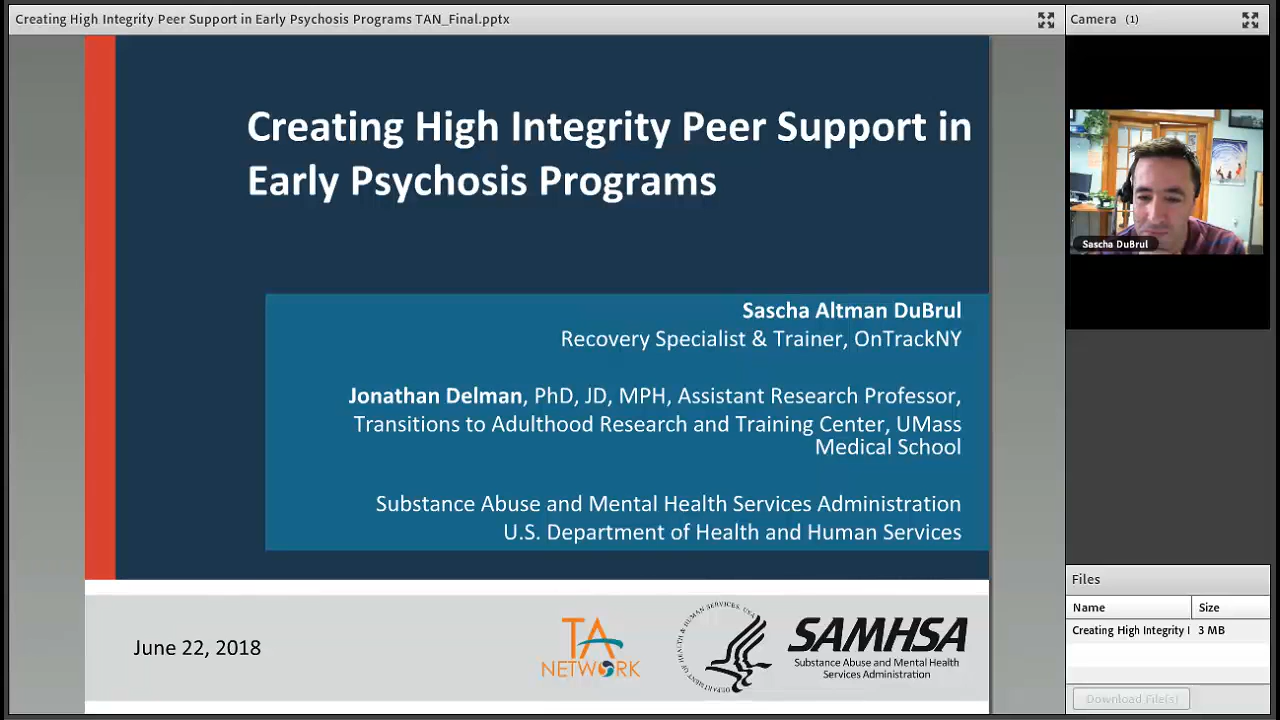 Creating High Integrity Peer Support in Early Psychosis Programs TAN_Final.pptx
Camera (1)
Creating High Integrity Peer Support in
Early Psychosis Programs
Sascha DuBrul
Sascha Altman DuBrul
Recovery Specialist & Trainer, OnTrackNY
Jonathan Delman, PhD, JD, MPH, Assistant Research Professor,
Transitions to Adulthood Research and Training Center, UMass
Medical School
Substance Abuse and Mental Health Services Administration
U.S. Department of Health and Human Services
June 22, 2018
TA
NETWORK
HEALTH & HUMAN SERVICES, USA
SAMHSA
Substance Abuse and Mental Health
Services Administration
Files
Name Size
Creating High Integrity 3 MB
Download File(s)